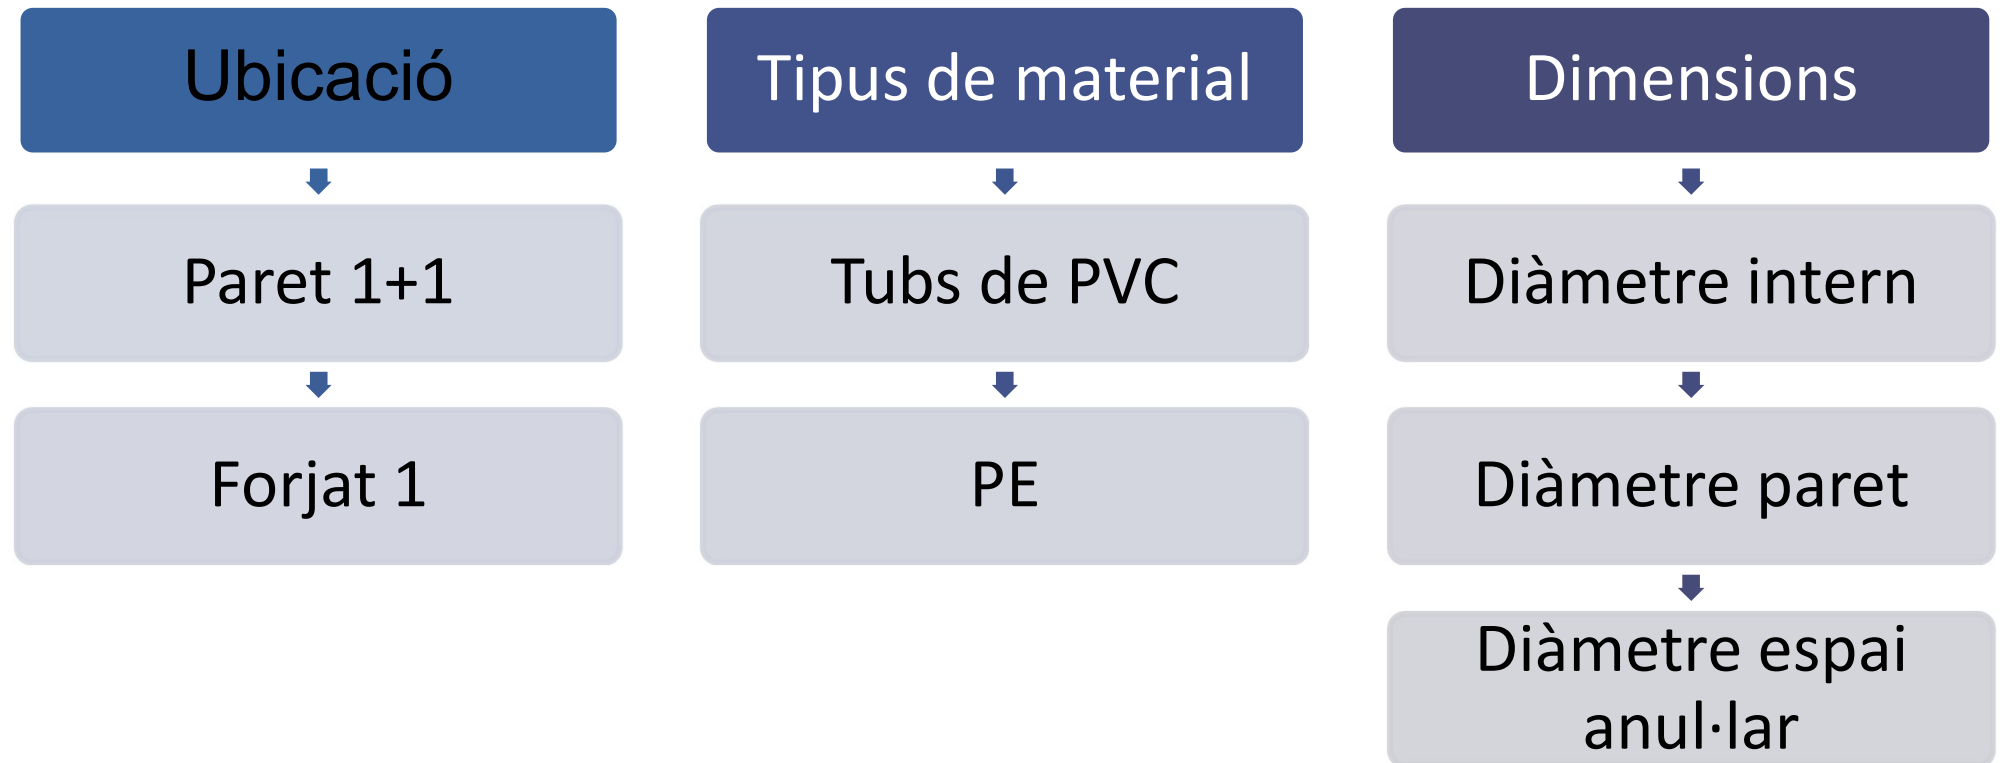 Ubicació
Paret 1+1
Forjat 1
Tipus de material
Tubs de PVC
PE
Dimensions
Diàmetre intern
Diàmetre paret
Diàmetre espai
anul·lar